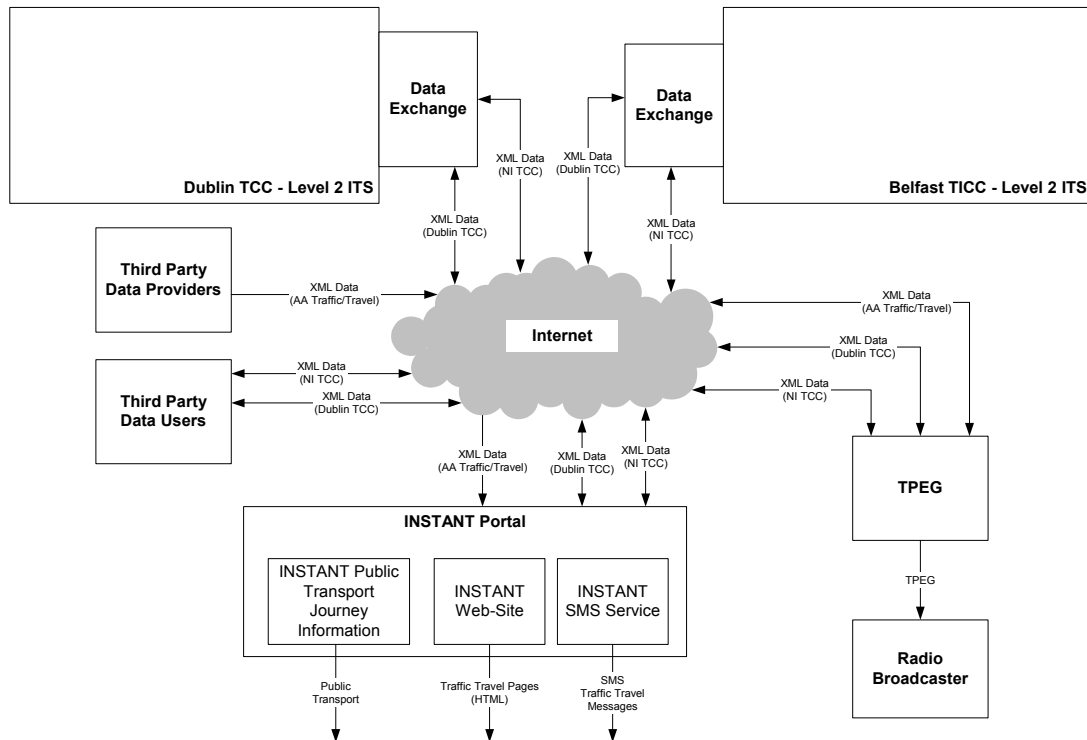 Data
Exchange
Dublin TCC - Level 2 ITS
Data
Exchange
Belfast TICC - Level 2 ITS
XML Data
(NI TCC)
XML Data
(Dublin TCC)
XML Data
(Dublin TCC)
XML Data
(NI TCC)
Third Party
Data Providers
XML Data
(AA Traffic/Travel)
Internet
XML Data
(AA Traffic/Travel)
XML Data
(Dublin TCC)
XML Data
(NI TCC)
Third Party
Data Users
XML Data
(NI TCC)
XML Data
(Dublin TCC)
XML Data
(AA Traffic/Travel)
XML Data
(Dublin TCC)
XML Data
(NI TCC)
TPEG
INSTANT Portal
INSTANT Public
Transport
Journey
Information
INSTANT
Web-Site
INSTANT
SMS Service
TPEG
Radio
Broadcaster
Public
Transport
Traffic Travel Pages
(HTML)
SMS
Traffic Travel
Messages